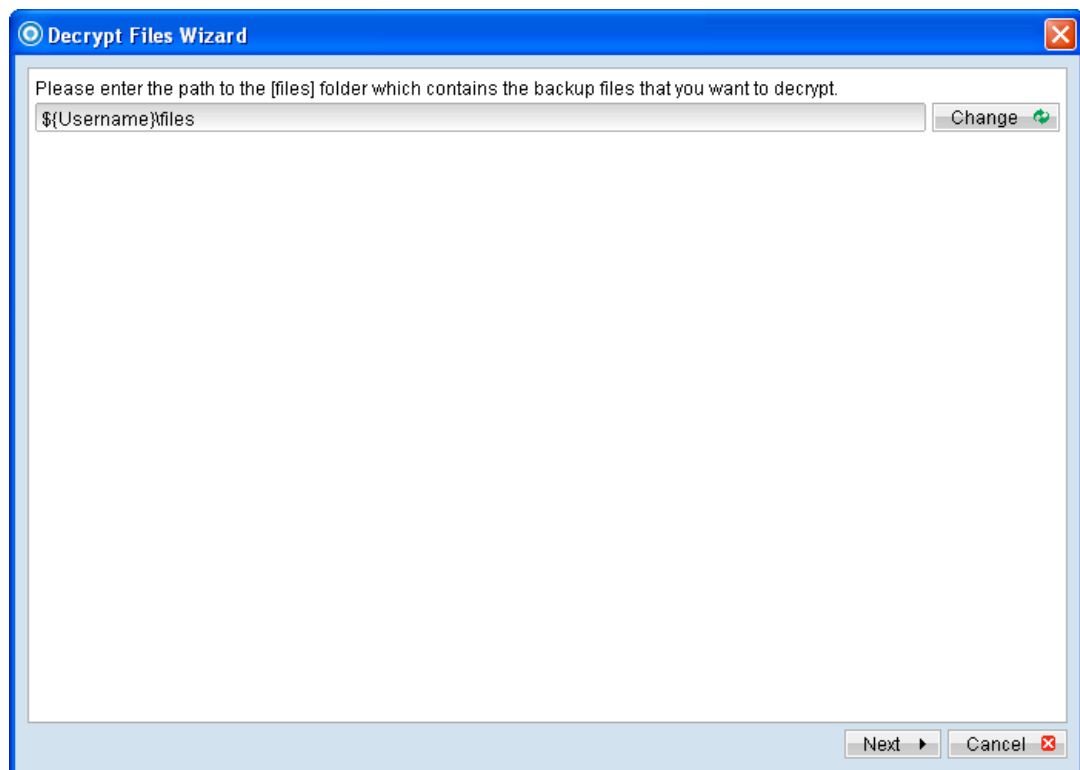 Decrypt Files Wizard
Please enter the path to the [files] folder which contains the backup files that you want to decrypt.
${Username}\files
Change
Next
Cancel